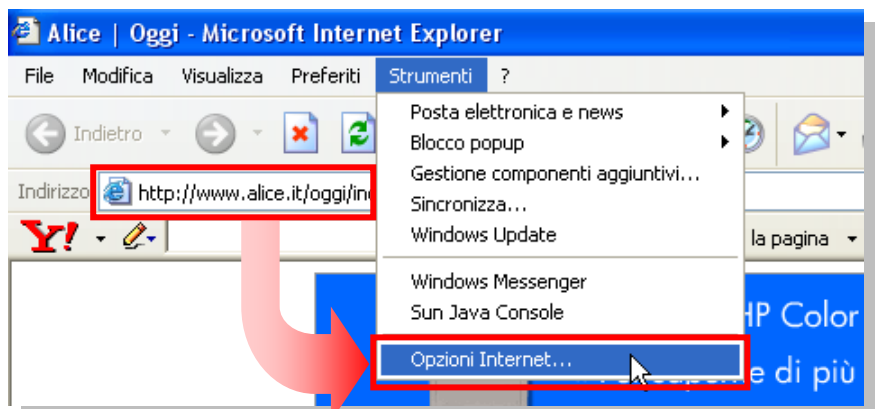 Alice | Oggi - Microsoft Internet Explorer
File Modifica Visualizza Preferiti Strumenti ?
Posta elettronica e news
Indietro
Blocco popup
Gestione componenti aggiuntivi...
Indirizzo http://www.alice.it/oggi/in
Sincronizza...
Y!
Windows Update
la pagina
Windows Messenger
Sun Java Console
HP Color
Opzioni Internet...
di più